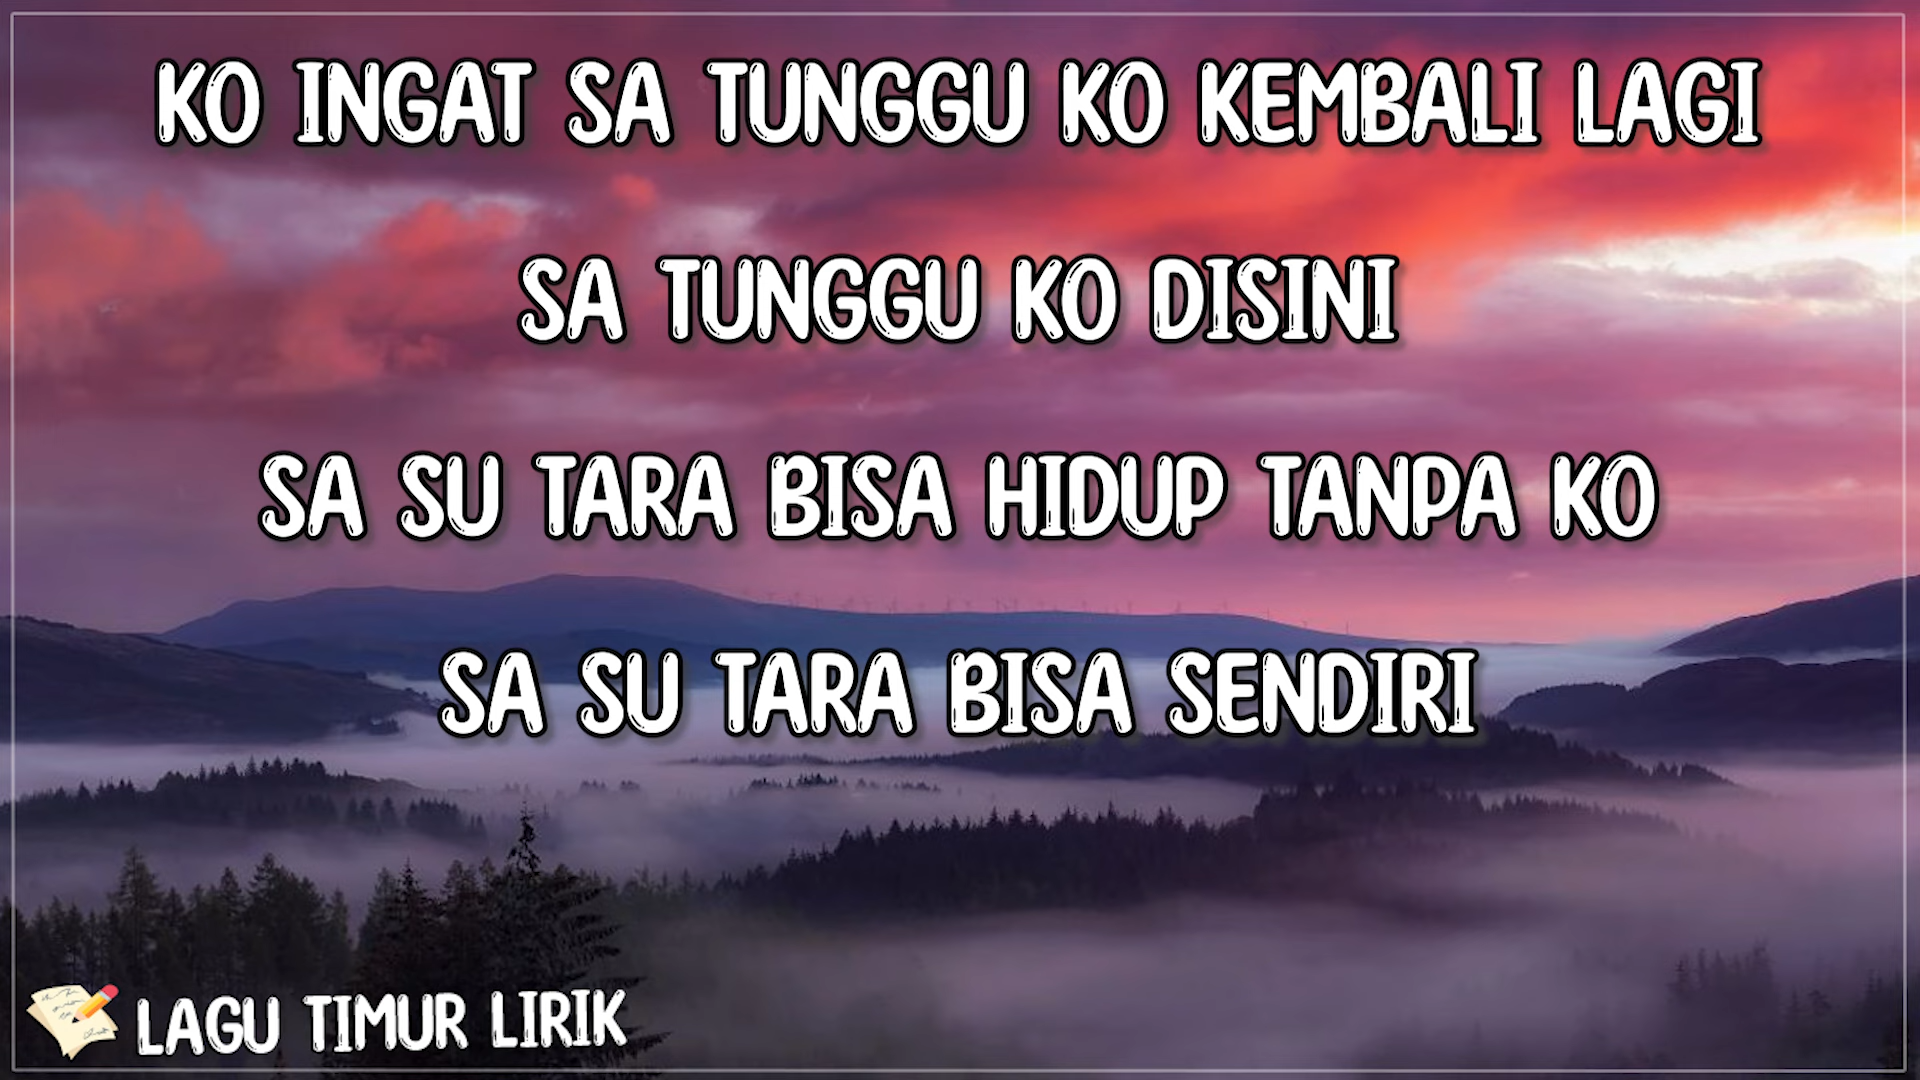 KO INGAT SA TUNGGU KO KEMBALI LAGI
SA TUNGGU KO DISINI
SA SU TARA BISA HIDUP TANPA KO
SA SU TARA BISA SENDIRI
LAGU TIMUR LIRIK